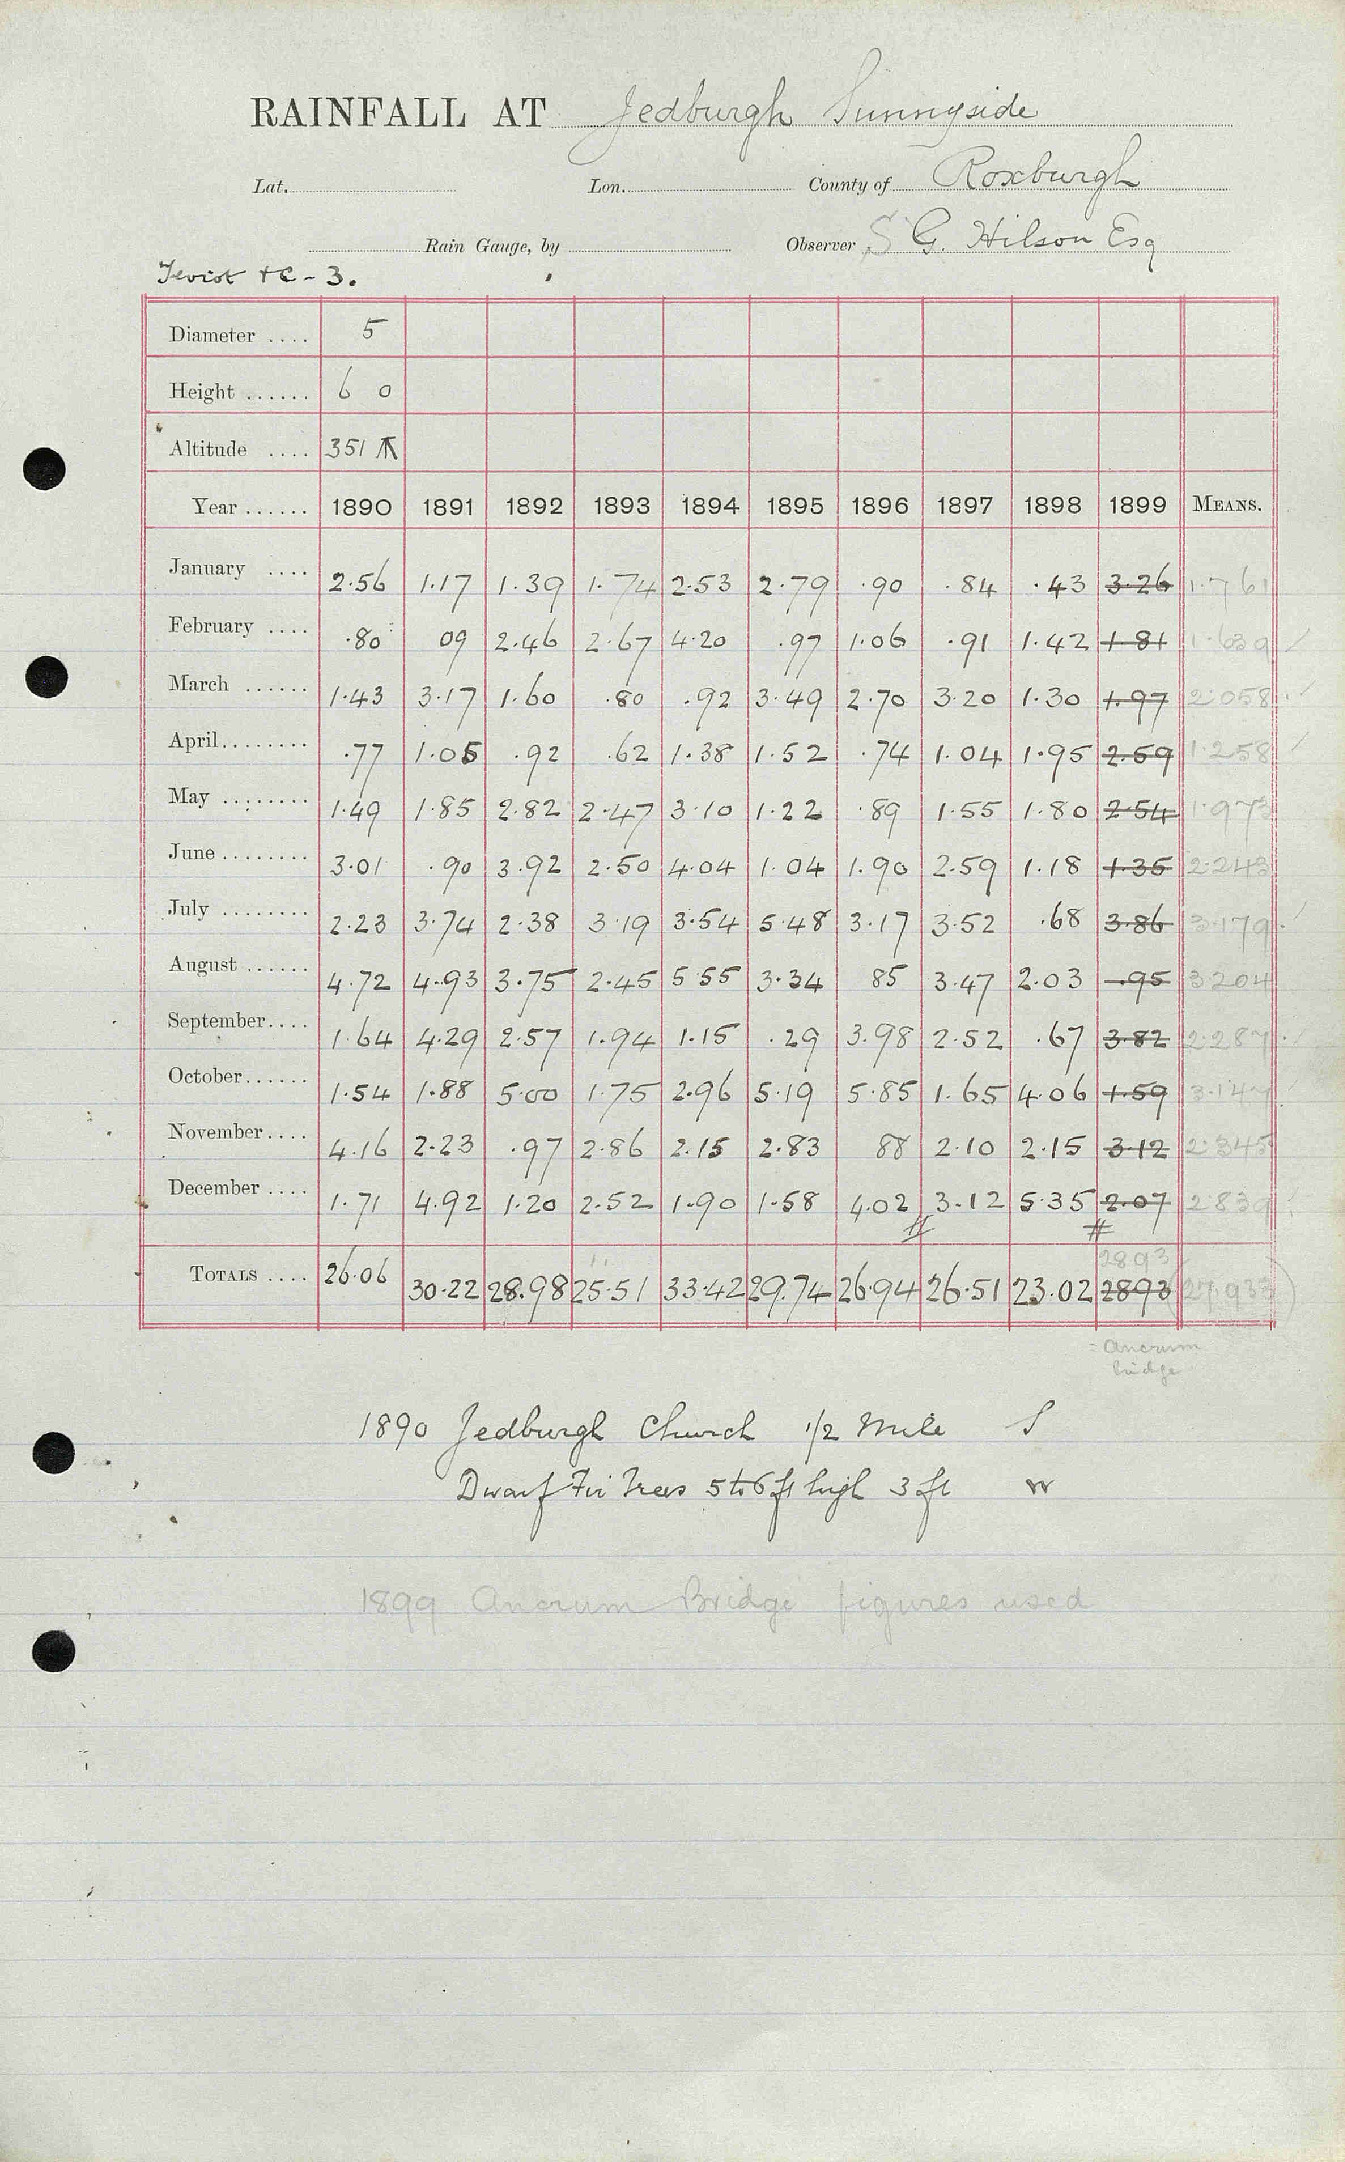 RAINFALL AT Jedburgh Sunnyside
Lat. Lon. County of Roxburgh
Rain Gauge, by Observer S G. Hilson Esq
Teviot &c - 3.
Diameter .... 5
Height ...... 6 0
Altitude .... 351
Year ...... 1890 1891 1892 1893 1894 1895 1896 1897 1898 1899 MEANS.
January .... 2.56 1.17 1.39 1.74 2.53 2.79 .90 .84 .43 3.26 1.761
February .... .80 09 2.46 2.67 4.20 .97 1.06 .91 1.42 1.81 1.639
March ...... 1.43 3.17 1.60 .80 .92 3.49 2.70 3.20 1.30 1.97 2.058
April........ .77 1.05 .92 .62 1.38 1.52 .74 1.04 1.95 2.59 1.258
May ......... 1.49 1.85 2.82 2.47 3.10 1.22 .89 1.55 1.80 2.54 1.973
June ........ 3.01 .90 3.92 2.50 4.04 1.04 1.90 2.59 1.18 1.35 2.243
July ........ 2.23 3.74 2.38 3.19 3.54 5.48 3.17 3.52 .68 3.86 3.179
August ...... 4.72 4.93 3.75 2.45 5.55 3.34 85 3.47 2.03 .95 3.204
September.... 1.64 4.29 2.57 1.94 1.15 .29 3.98 2.52 .67 3.82 2.287
October...... 1.54 1.88 5.00 1.75 2.96 5.19 5.85 1.65 4.06 1.59 3.147
November.... 4.16 2.23 .97 2.86 2.15 2.83 88 2.10 2.15 3.12 2.345
December .... 1.71 4.92 1.20 2.52 1.90 1.58 4.02 3.12 5.35 2.07 2.839
2893
TOTALS .... 26.06 30.22 28.98 25.51 33.42 29.74 26.94 26.51 23.02 2893 (27.933)
= Ancrum
bridge
1890 Jedburgh Church 1/2 Mile S
Dwarf Fir Trees 5 to 6 ft high 3 ft W
1899 Ancrum Bridge figures used